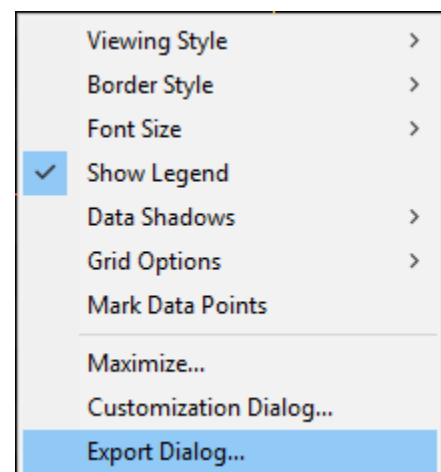 Viewing Style
Border Style
Font Size
Show Legend
Data Shadows
Grid Options
Mark Data Points
Maximize...
Customization Dialog...
Export Dialog...